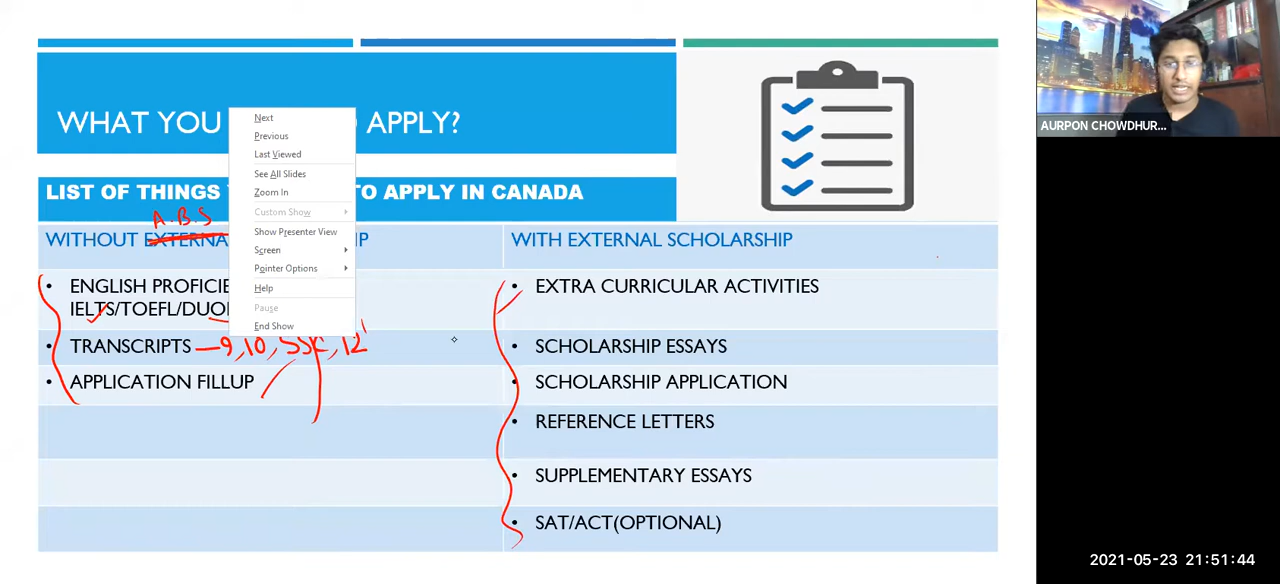 WHAT YOU APPLY?
LIST OF THINGS TO APPLY IN CANADA
A.B.S
WITHOUT EXTERNA
WITH EXTERNAL SCHOLARSHIP
• ENGLISH PROFICIE
IELTS/TOEFL/DUO
• EXTRA CURRICULAR ACTIVITIES
• TRANSCRIPTS — 9, 10, SSC, 12
• SCHOLARSHIP ESSAYS
• APPLICATION FILLUP
• SCHOLARSHIP APPLICATION
• REFERENCE LETTERS
• SUPPLEMENTARY ESSAYS
• SAT/ACT(OPTIONAL)
Next
Previous
Last Viewed
See All Slides
Zoom In
Custom Show
Show Presenter View
Screen
Pointer Options
Help
Pause
End Show
AURPON CHOWDHUR...
2021-05-23 21:51:44